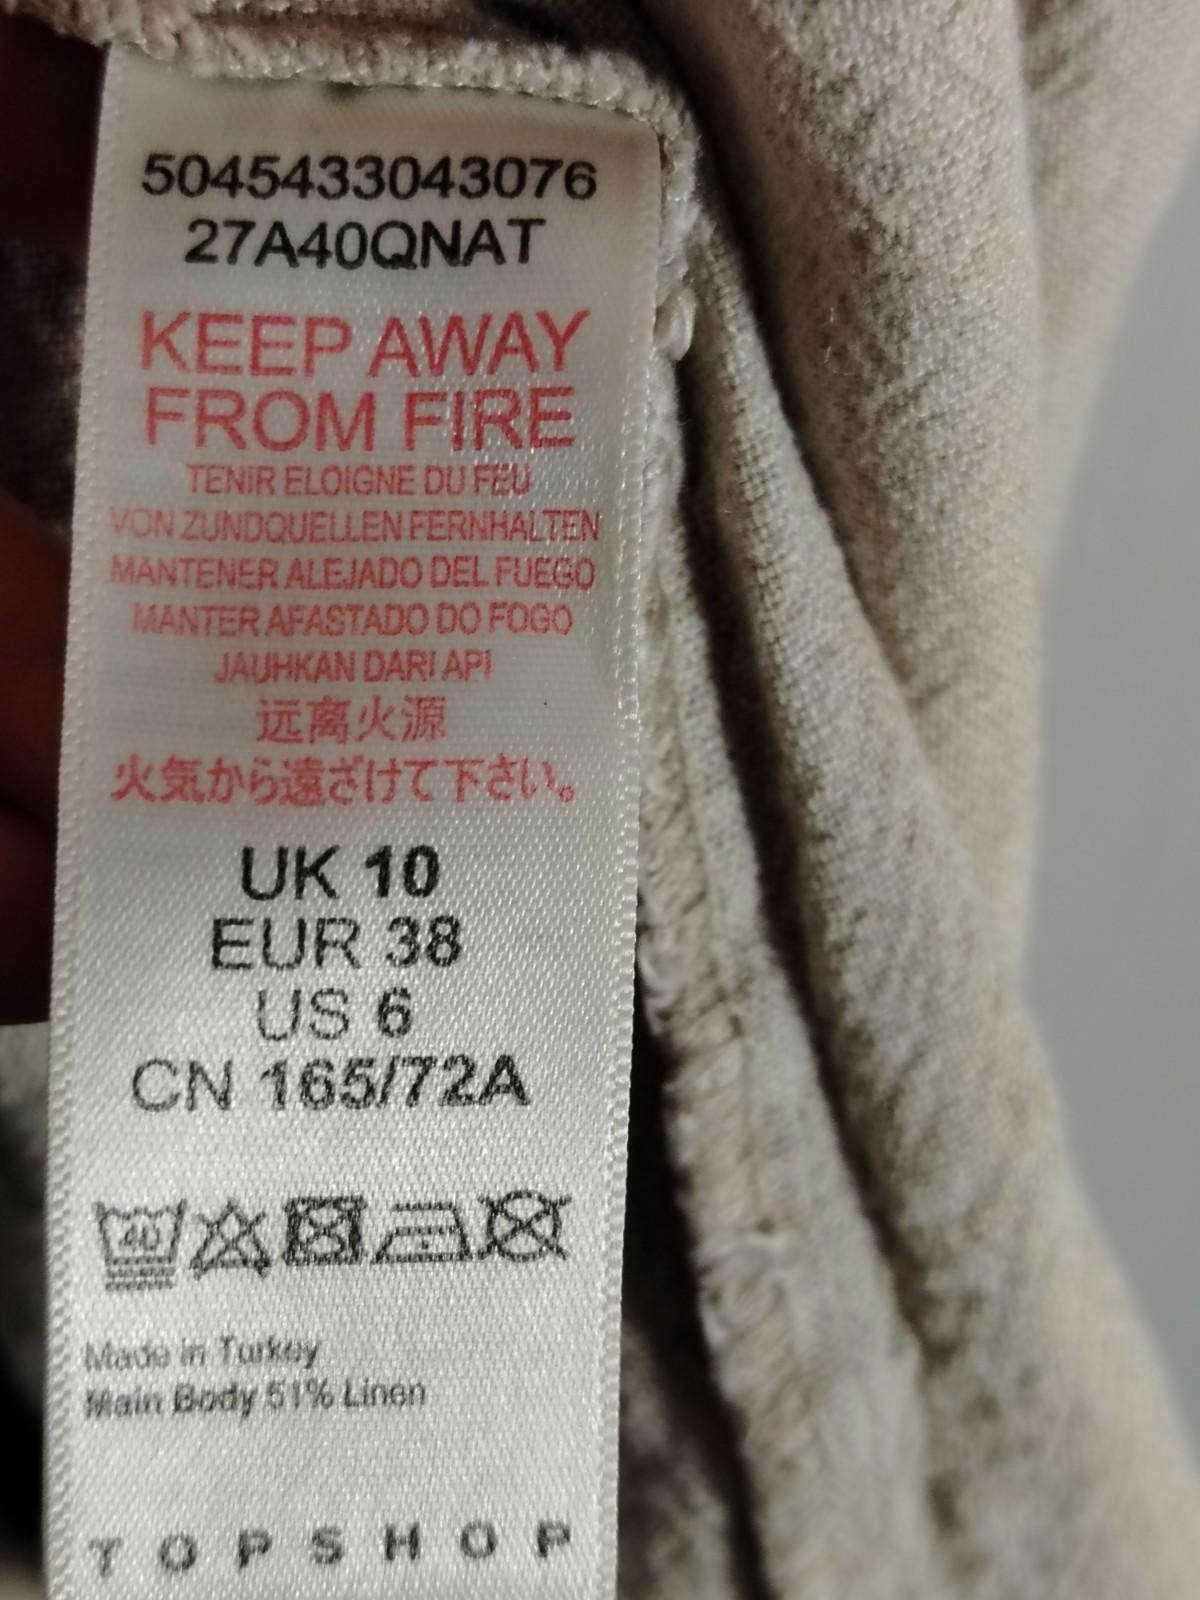 5045433043076
27A40QNAT
KEEP AWAY
FROM FIRE
TENIR ELOIGNE DU FEU
VON ZUNDQUELLEN FERNHALTEN
MANTENER ALEJADO DEL FUEGO
MANTER AFASTADO DO FOGO
JAUHKAN DARI API
远离火源
火気から遠ざけて下さい。
UK 10
EUR 38
US 6
CN 165/72A
40
Made in Turkey
Main Body 51% Linen
TOPSHOP